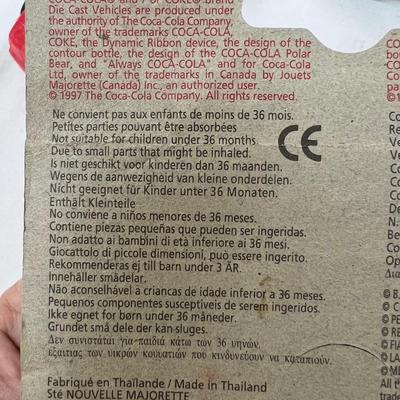 COCA-COLA® and / or COKE® brand
Die Cast Vehicles are produced under
the authority of The Coca-Cola Company,
owner of the trademarks COCA-COLA,
COKE, the Dynamic Ribbon device, the design of the
contour bottle, the design of the COCA-COLA Polar
Bear, and "Always COCA-COLA" and for Coca-Cola
Ltd, owner of the trademarks in Canada by Jouets
Majorette (Canada) Inc., an authorized user.
© 1997 The Coca-Cola Company. All rights reserved.
Ne convient pas aux enfants de moins de 36 mois.
Petites parties pouvant être absorbées
Not suitable for children under 36 months
Due to small parts that might be inhaled.
Is niet geschikt voor kinderen dan 36 maanden.
Wegens de aanwezigheid van kleine onderdelen.
Nicht geeignet für Kinder unter 36 Monaten.
Enthält Kleinteile
No conviene a niños menores de 36 meses.
Contiene piezas pequeñas que pueden ser ingeridas.
Non adatto ai bambini di età inferiore ai 36 mesi.
Giocattolo di piccole dimensioni, può essere ingerito.
Rekommenderas ej till barn under 3 ÅR.
Innehåller smådelar.
Não aconselhável a criancas de idade inferior a 36 meses.
Pequenos componentes susceptiveis de serem ingeridos.
Ikke egnet for børn under 36 måneder.
Grundet små dele der kan sluges.
Δεν συνιστάται για παιδιά κάτω των 36 μηνών.
εξαιτίας των μικρών κομματιών που κινδυνεύουν να καταπιούν.
Fabriqué en Thaïlande / Made in Thailand
Sté NOUVELLE MAJORETTE
CE